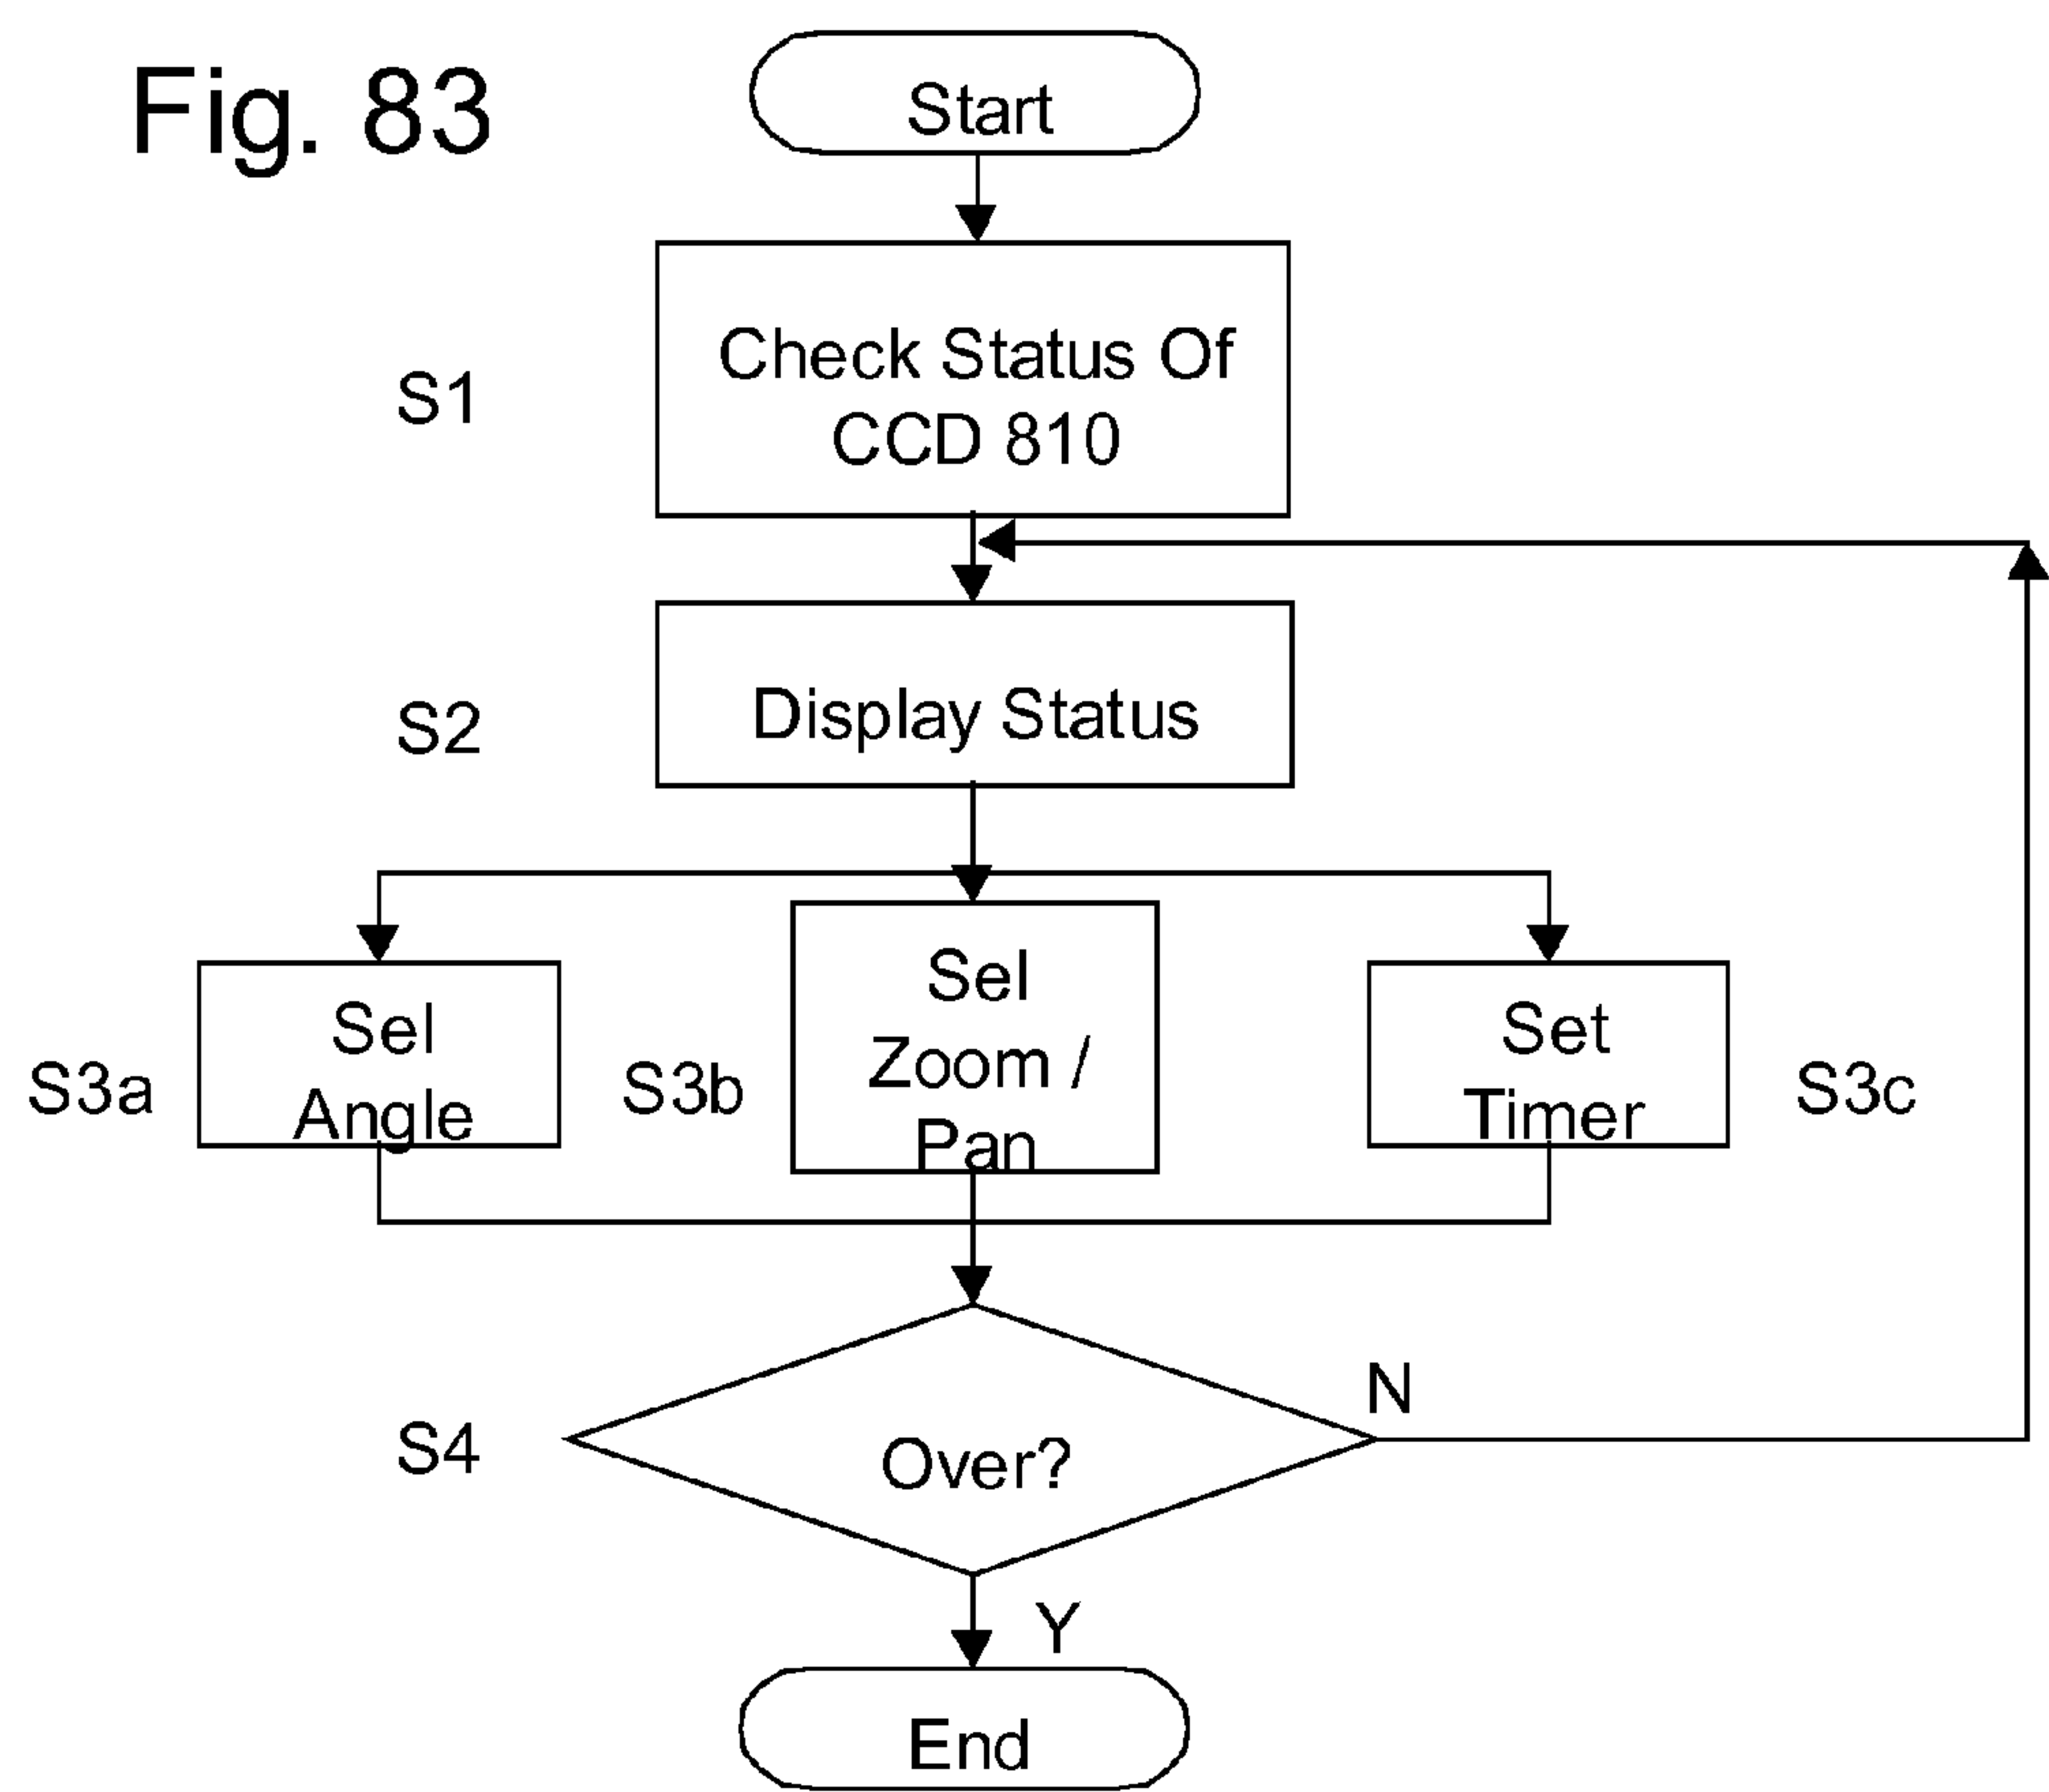 Fig. 83
Start
S1
Check Status Of
CCD 810
S2
Display Status
S3a
Sel
Angle
S3b
Sel
Zoom /
Pan
Set
Timer
S3c
S4
Over?
N
Y
End